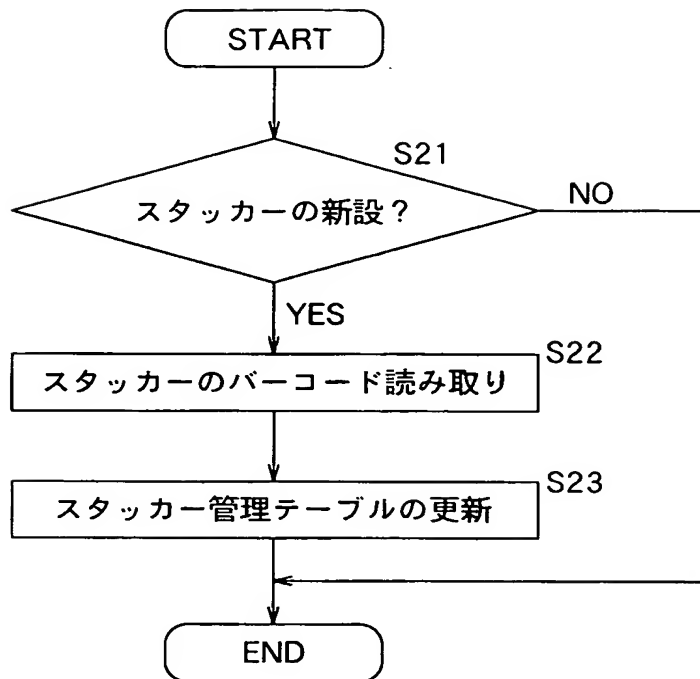 START
S21
スタッカーの新設?
NO
YES
S22
スタッカーのバーコード読み取り
S23
スタッカー管理テーブルの更新
END